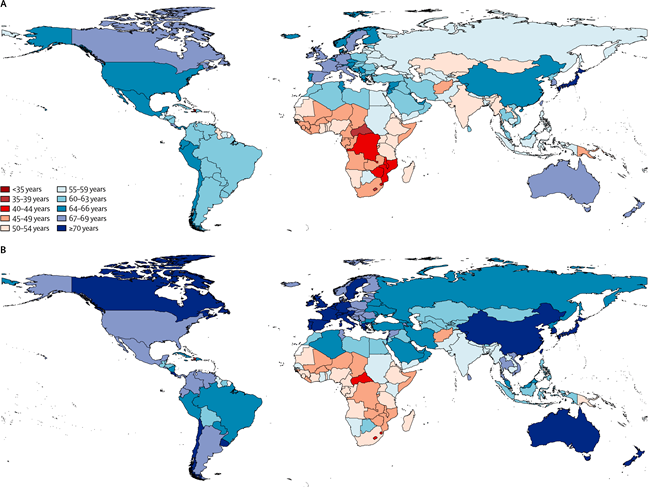 A
<35 years
35–39 years
40–44 years
45–49 years
50–54 years
55–59 years
60–63 years
64–66 years
67–69 years
≥70 years
B